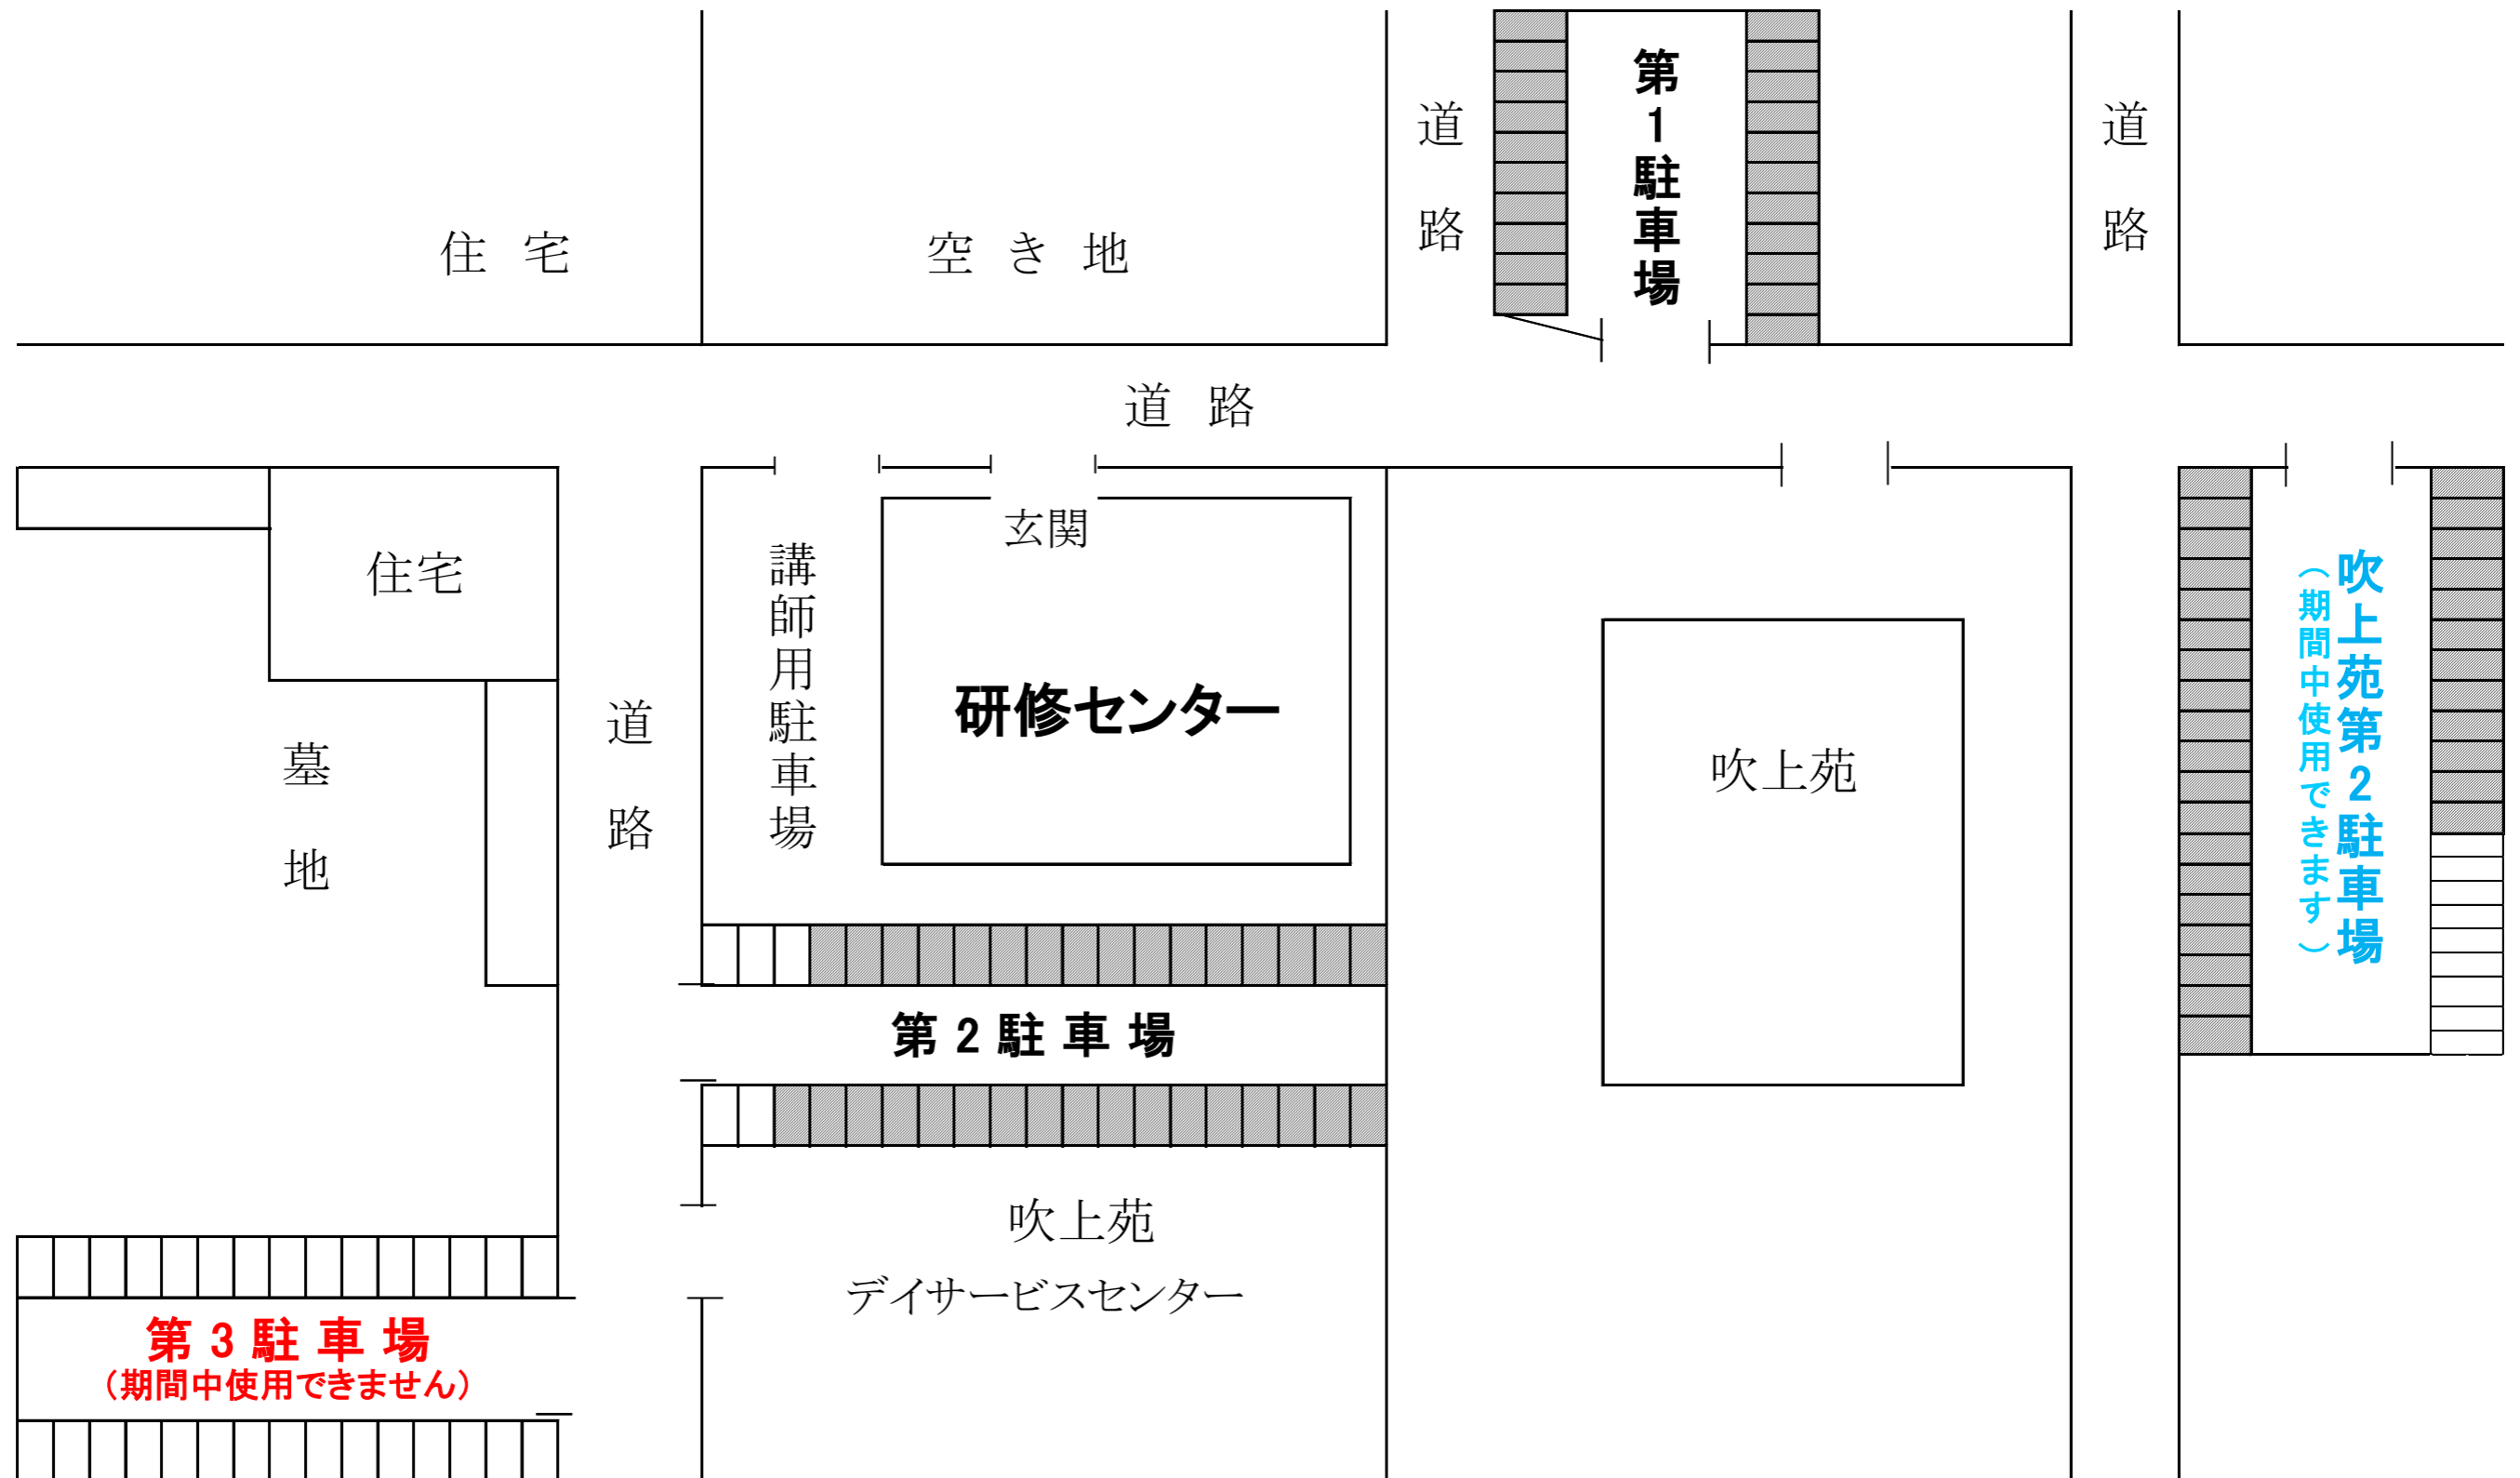 第1駐車場
道路
道路
住宅
空き地
道路
玄関
住宅
講師用駐車場
研修センター
吹上苑第2駐車場
(期間中使用できます)
道路
墓地
吹上苑
第2駐車場
吹上苑
デイサービスセンター
第3駐車場
(期間中使用できません)